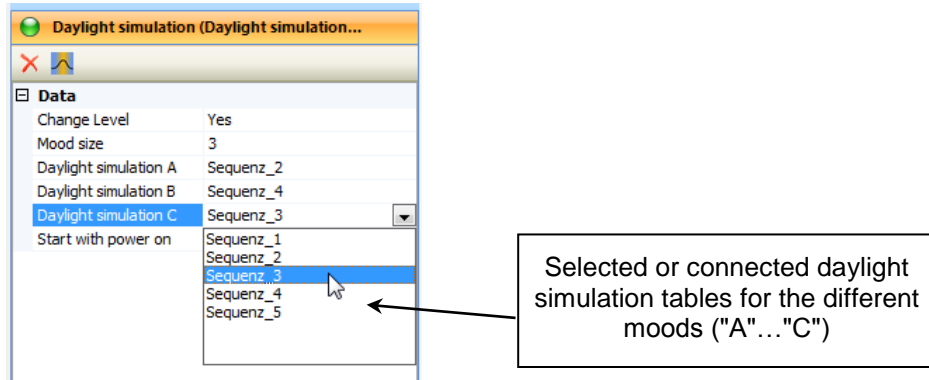 Daylight simulation (Daylight simulation...
Data
Change Level Yes
Mood size 3
Daylight simulation A Sequenz_2
Daylight simulation B Sequenz_4
Daylight simulation C Sequenz_3
Start with power on Sequenz_1
Sequenz_2
Sequenz_3
Sequenz_4
Sequenz_5
Selected or connected daylight
simulation tables for the different
moods ("A"…"C")